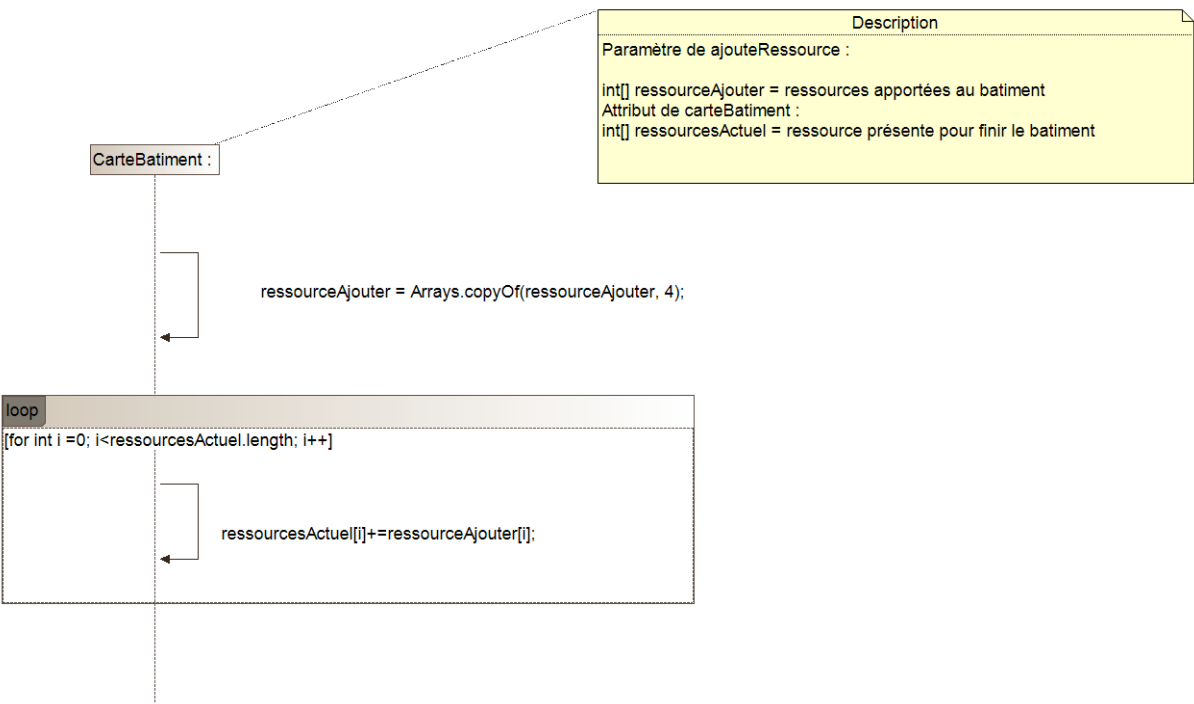 Description
Paramètre de ajouteRessource :
int[] ressourceAjouter = ressources apportées au batiment
Attribut de carteBatiment :
int[] ressourcesActuel = ressource présente pour finir le batiment
CarteBatiment :
ressourceAjouter = Arrays.copyOf(ressourceAjouter, 4);
loop
[for int i =0; i<ressourcesActuel.length; i++]
ressourcesActuel[i]+=ressourceAjouter[i];